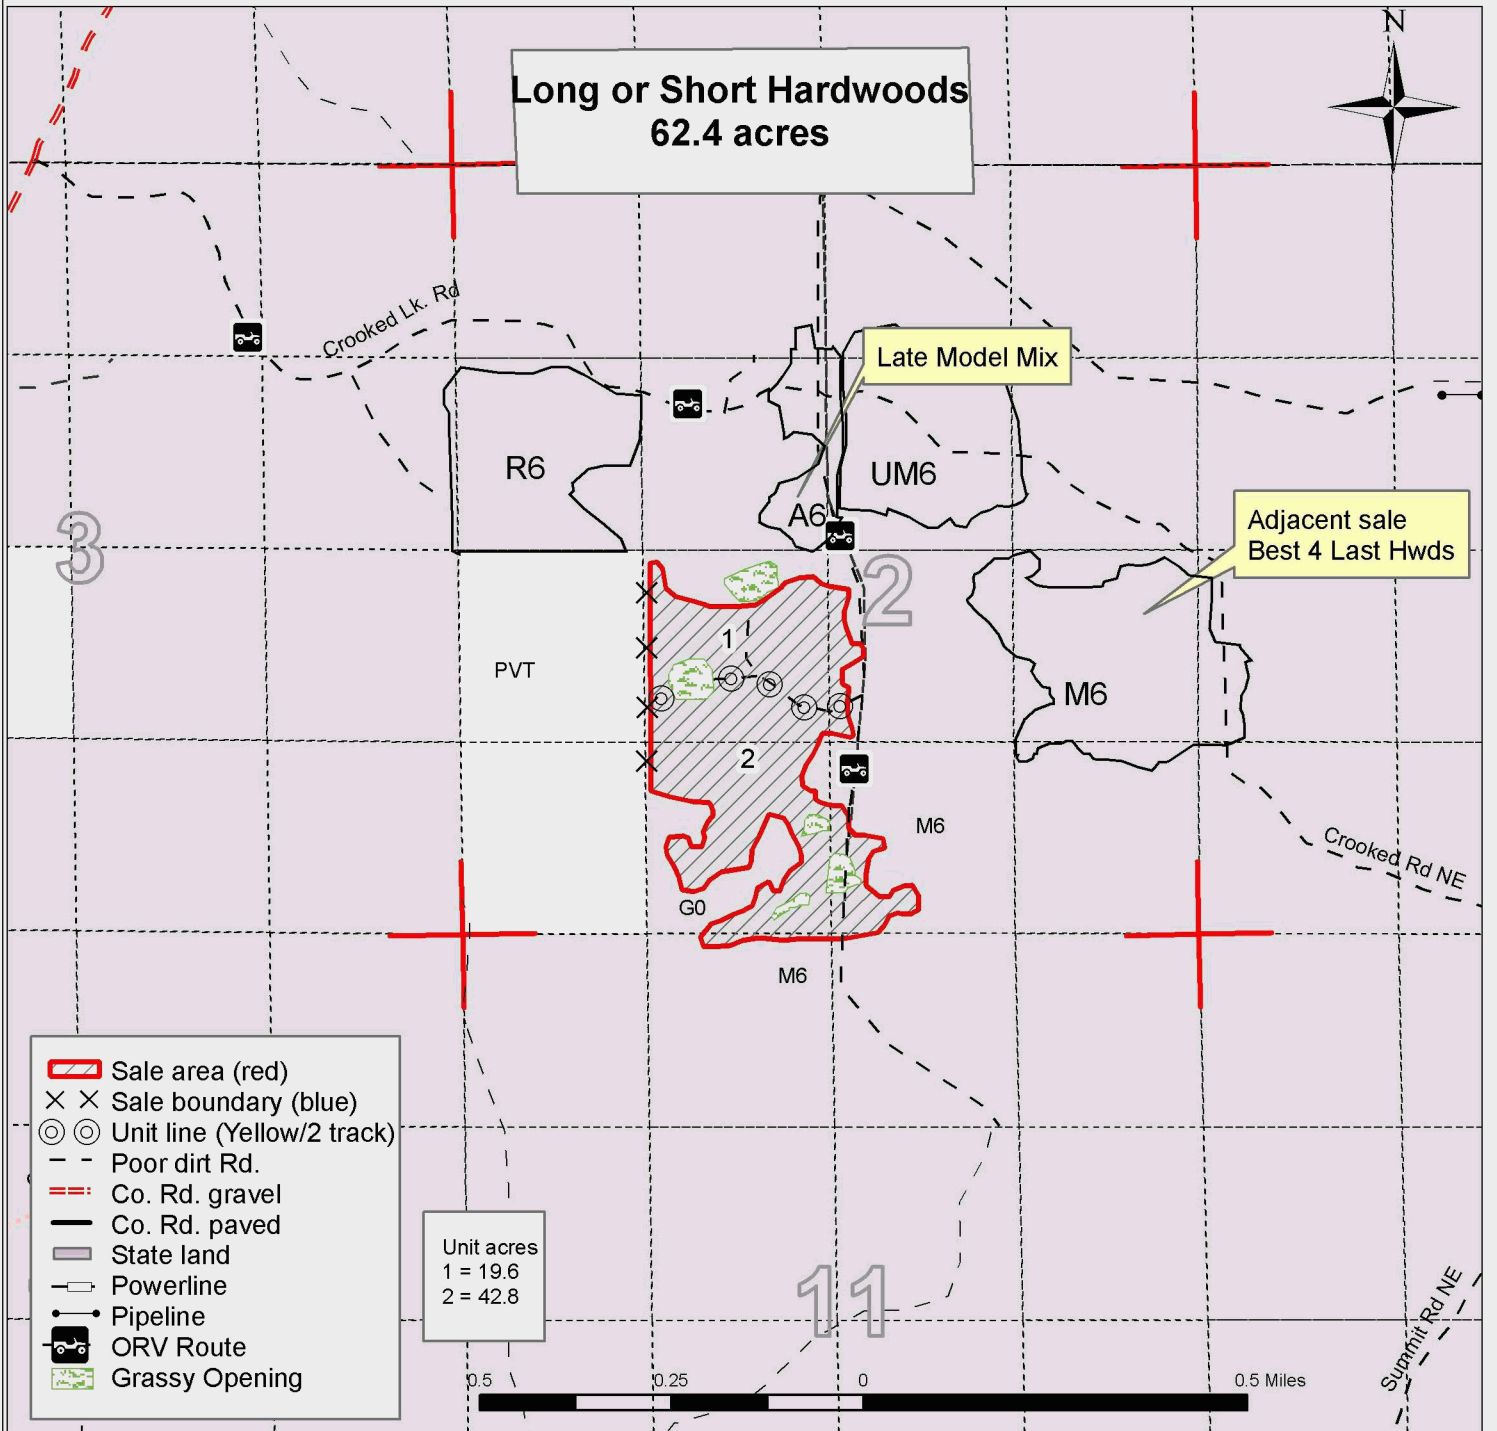 N
Long or Short Hardwoods
62.4 acres
Crooked Lk. Rd
Late Model Mix
R6
UM6
A6
Adjacent sale
Best 4 Last Hwds
3
2
1
PVT
M6
2
M6
Crooked Rd NE
G0
M6
Sale area (red)
Sale boundary (blue)
Unit line (Yellow/2 track)
Poor dirt Rd.
Co. Rd. gravel
Co. Rd. paved
State land
Powerline
Pipeline
ORV Route
Grassy Opening
Unit acres
1 = 19.6
2 = 42.8
11
Summit Rd NE
0.5 0.25 0 0.5 Miles